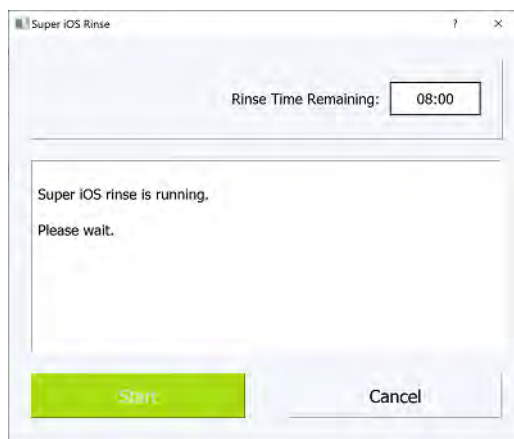 Super iOS Rinse ? ×
Rinse Time Remaining: 08:00
Super iOS rinse is running.
Please wait.
Start Cancel